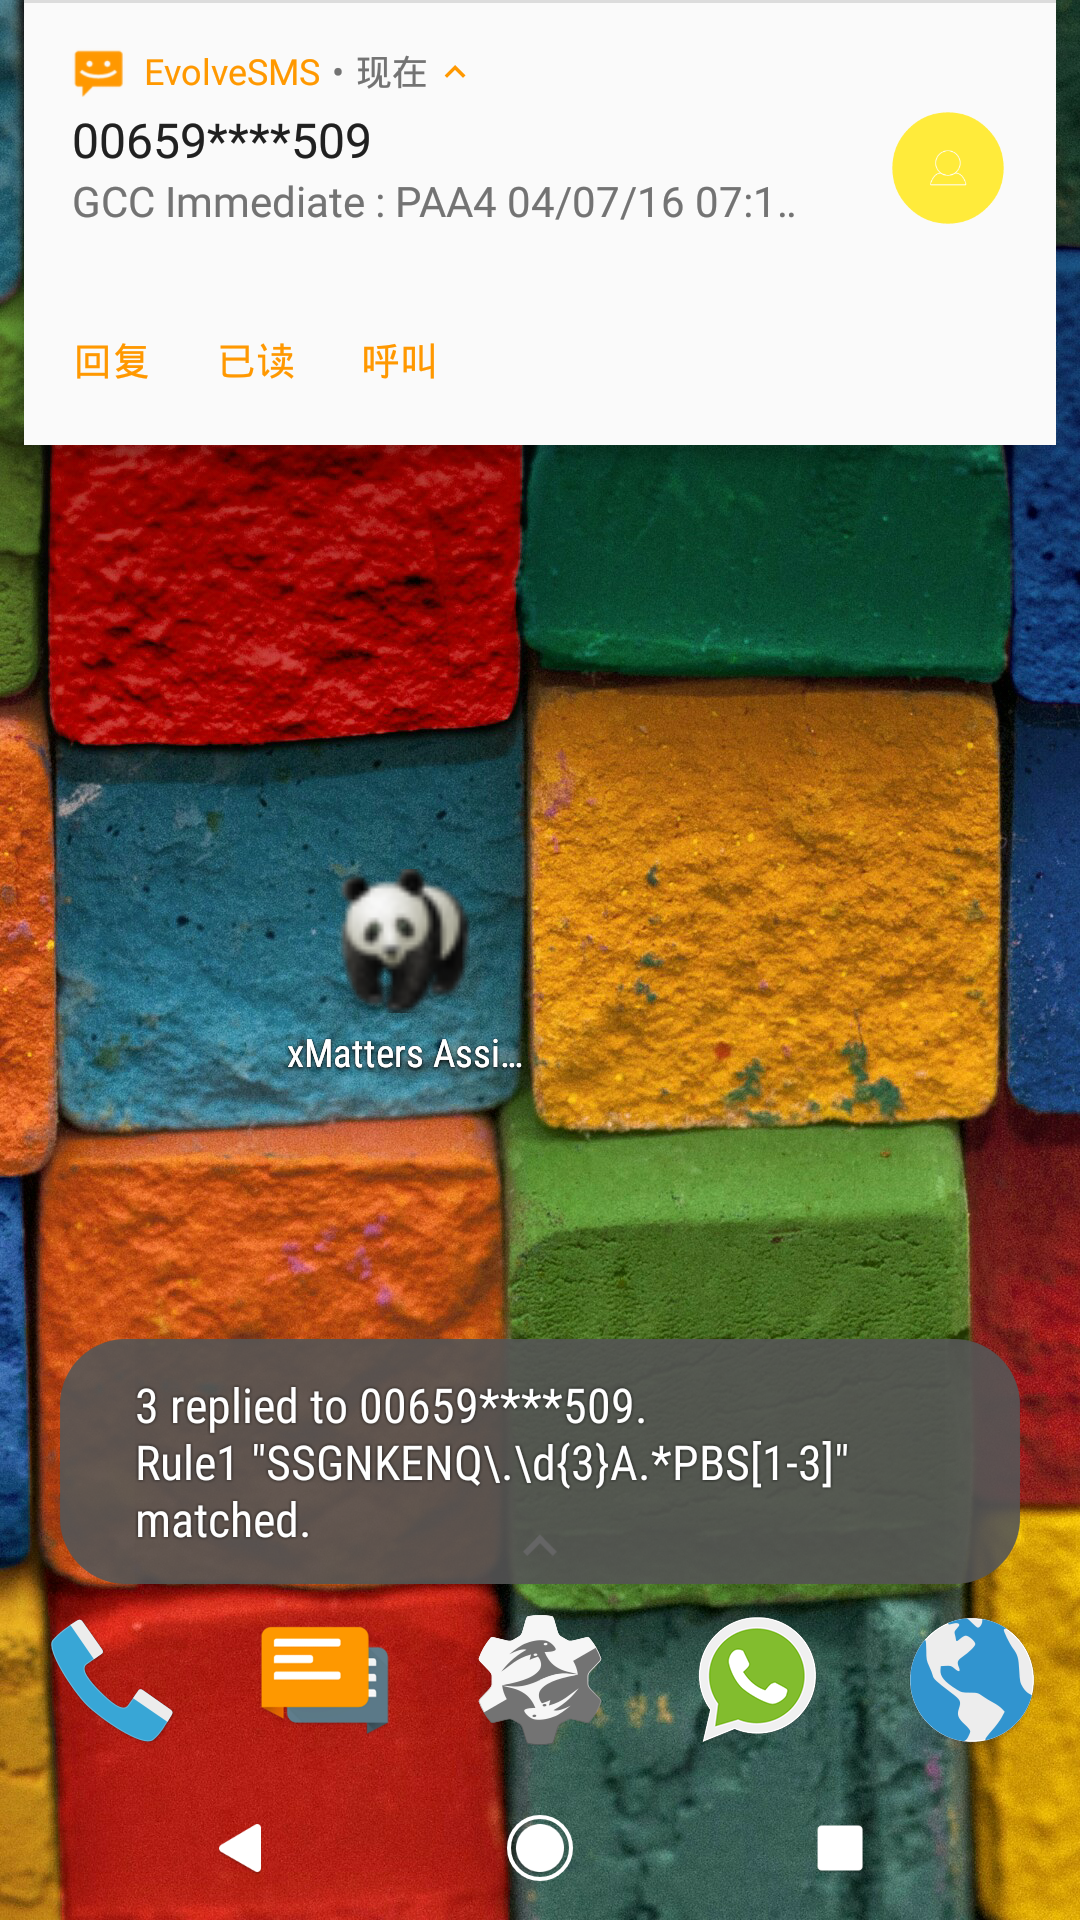 EvolveSMS • 现在
00659****509
GCC Immediate : PAA4 04/07/16 07:1..
回复 已读 呼叫
xMatters Assi...
3 replied to 00659****509.
Rule1 "SSGNKENQ\.\d{3}A.*PBS[1-3]"
matched.